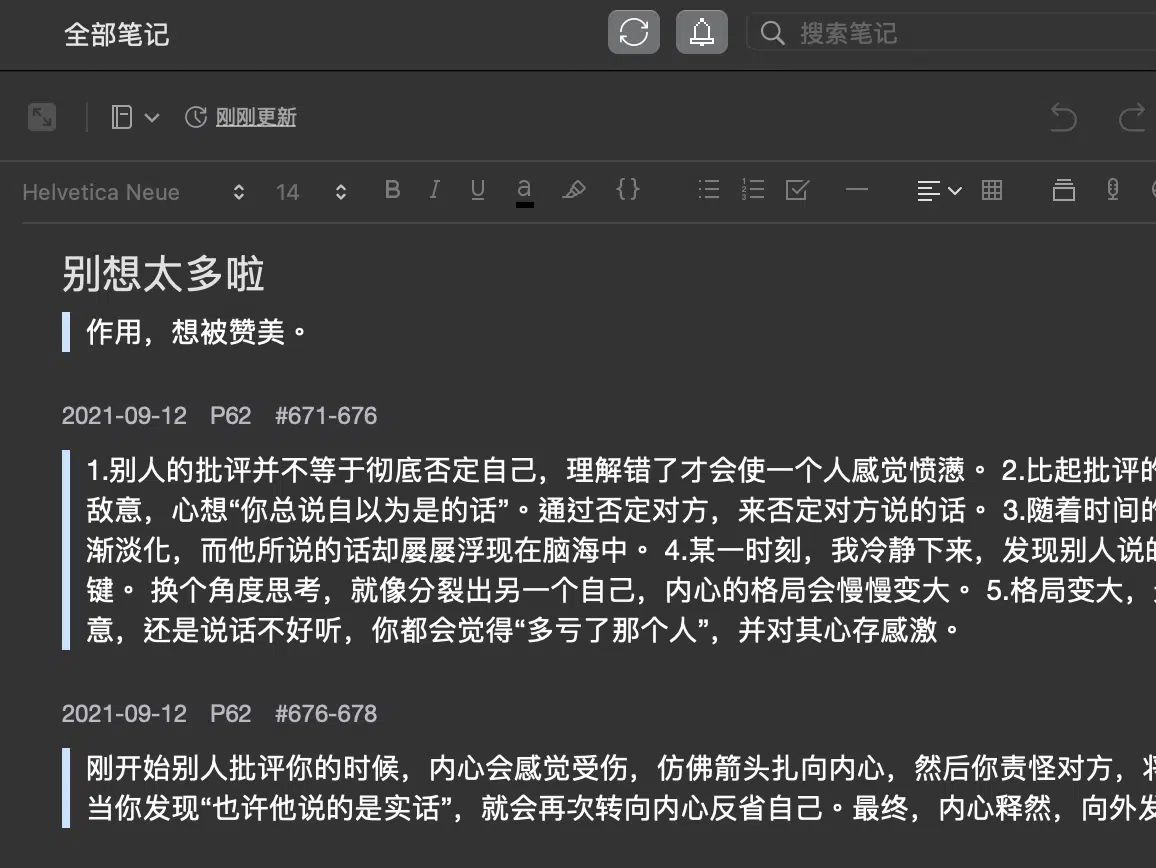 全部笔记
搜索笔记
刚刚更新
Helvetica Neue 14 B I U a {}
别想太多啦
作用，想被赞美。
2021-09-12 P62 #671-676
1.别人的批评并不等于彻底否定自己，理解错了才会使一个人感觉愤懑。 2.比起批评的
敌意，心想“你总说自以为是的话”。通过否定对方，来否定对方说的话。 3.随着时间的
渐淡化，而他所说的话却屡屡浮现在脑海中。 4.某一时刻，我冷静下来，发现别人说的
键。 换个角度思考，就像分裂出另一个自己，内心的格局会慢慢变大。 5.格局变大，
意，还是说话不好听，你都会觉得“多亏了那个人”，并对其心存感激。
2021-09-12 P62 #676-678
刚开始别人批评你的时候，内心会感觉受伤，仿佛箭头扎向内心，然后你责怪对方，将
当你发现“也许他说的是实话”，就会再次转向内心反省自己。最终，内心释然，向外发